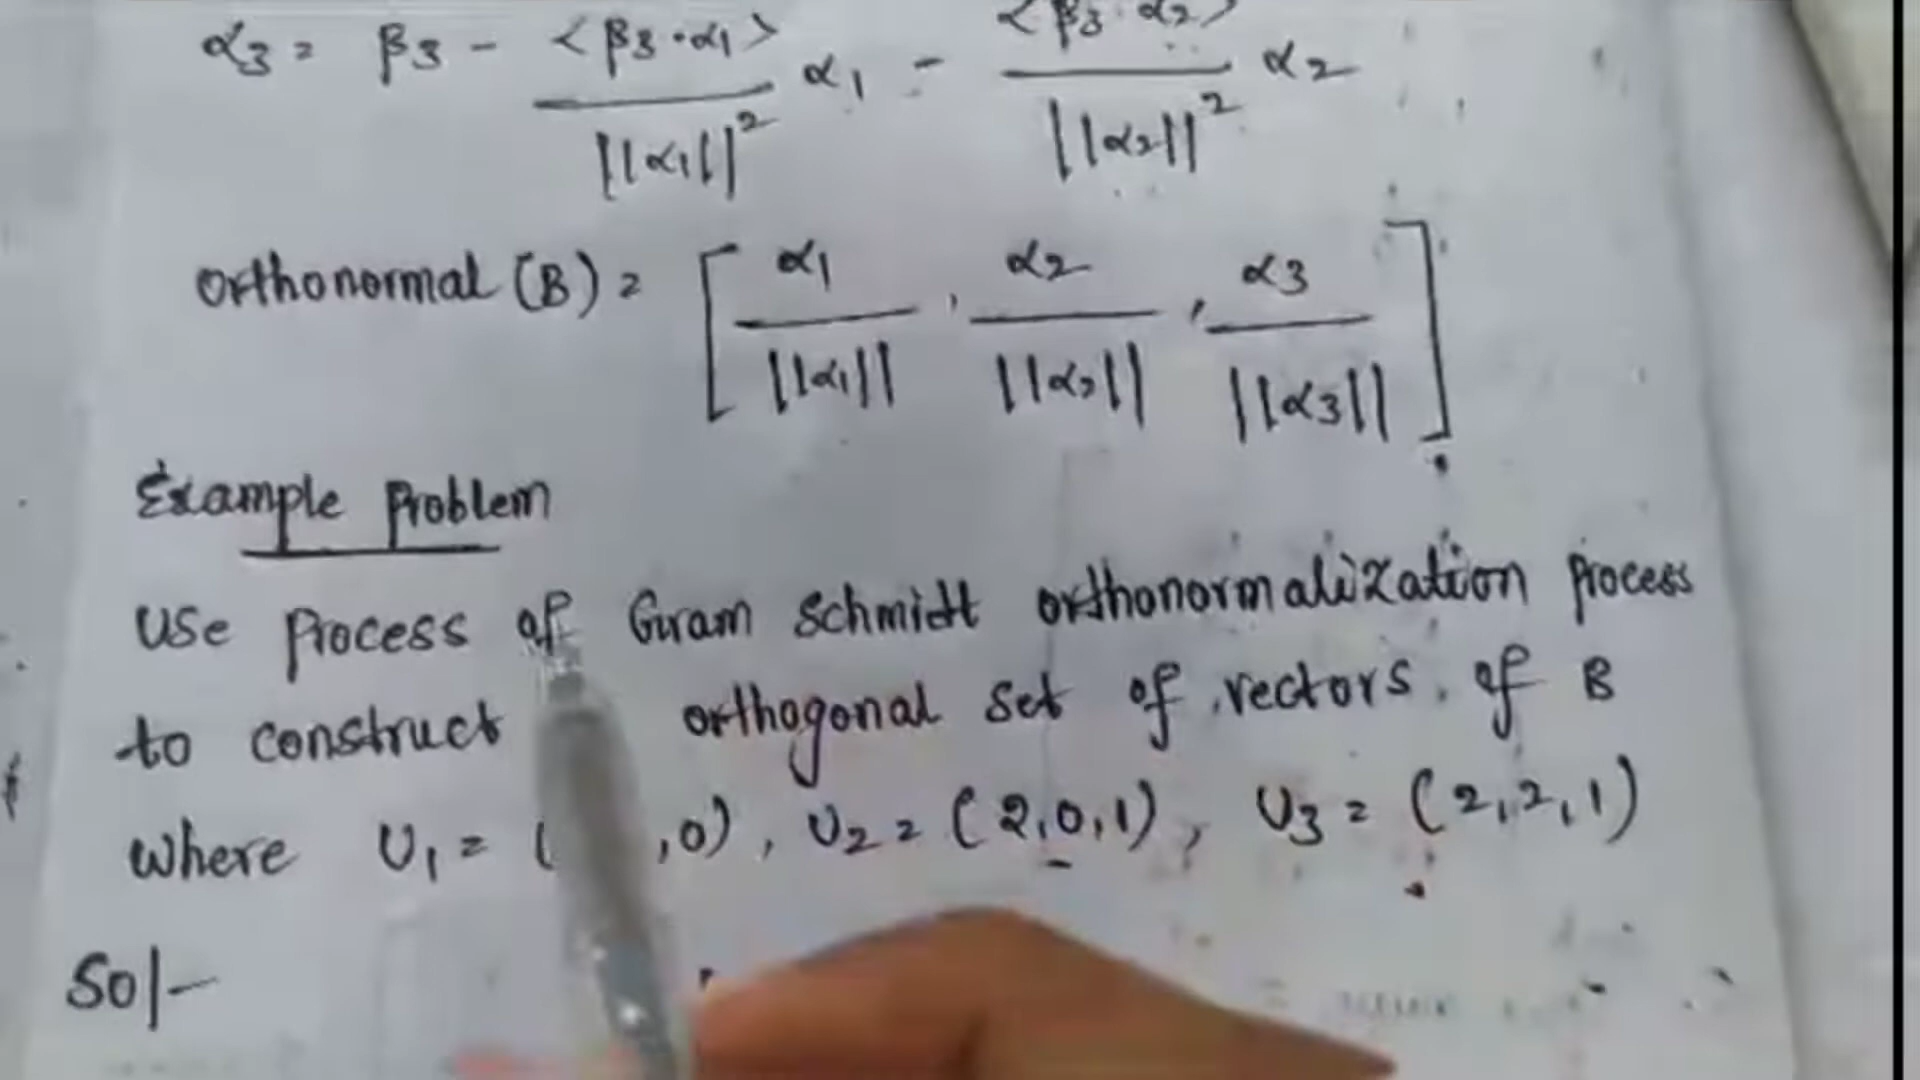 α3 = β3 - <β3·α1> / ||α1||² α1 - <β3·α2> / ||α2||² α2
Orthonormal (B) = [ α1 / ||α1|| , α2 / ||α2|| , α3 / ||α3|| ]
Example Problem
Use Process of Gram Schmidt orthonormalization Process
to construct orthogonal set of vectors of B
where U1 = ( ,0), U2 = (2,0,1), U3 = (2,2,1)
Sol-